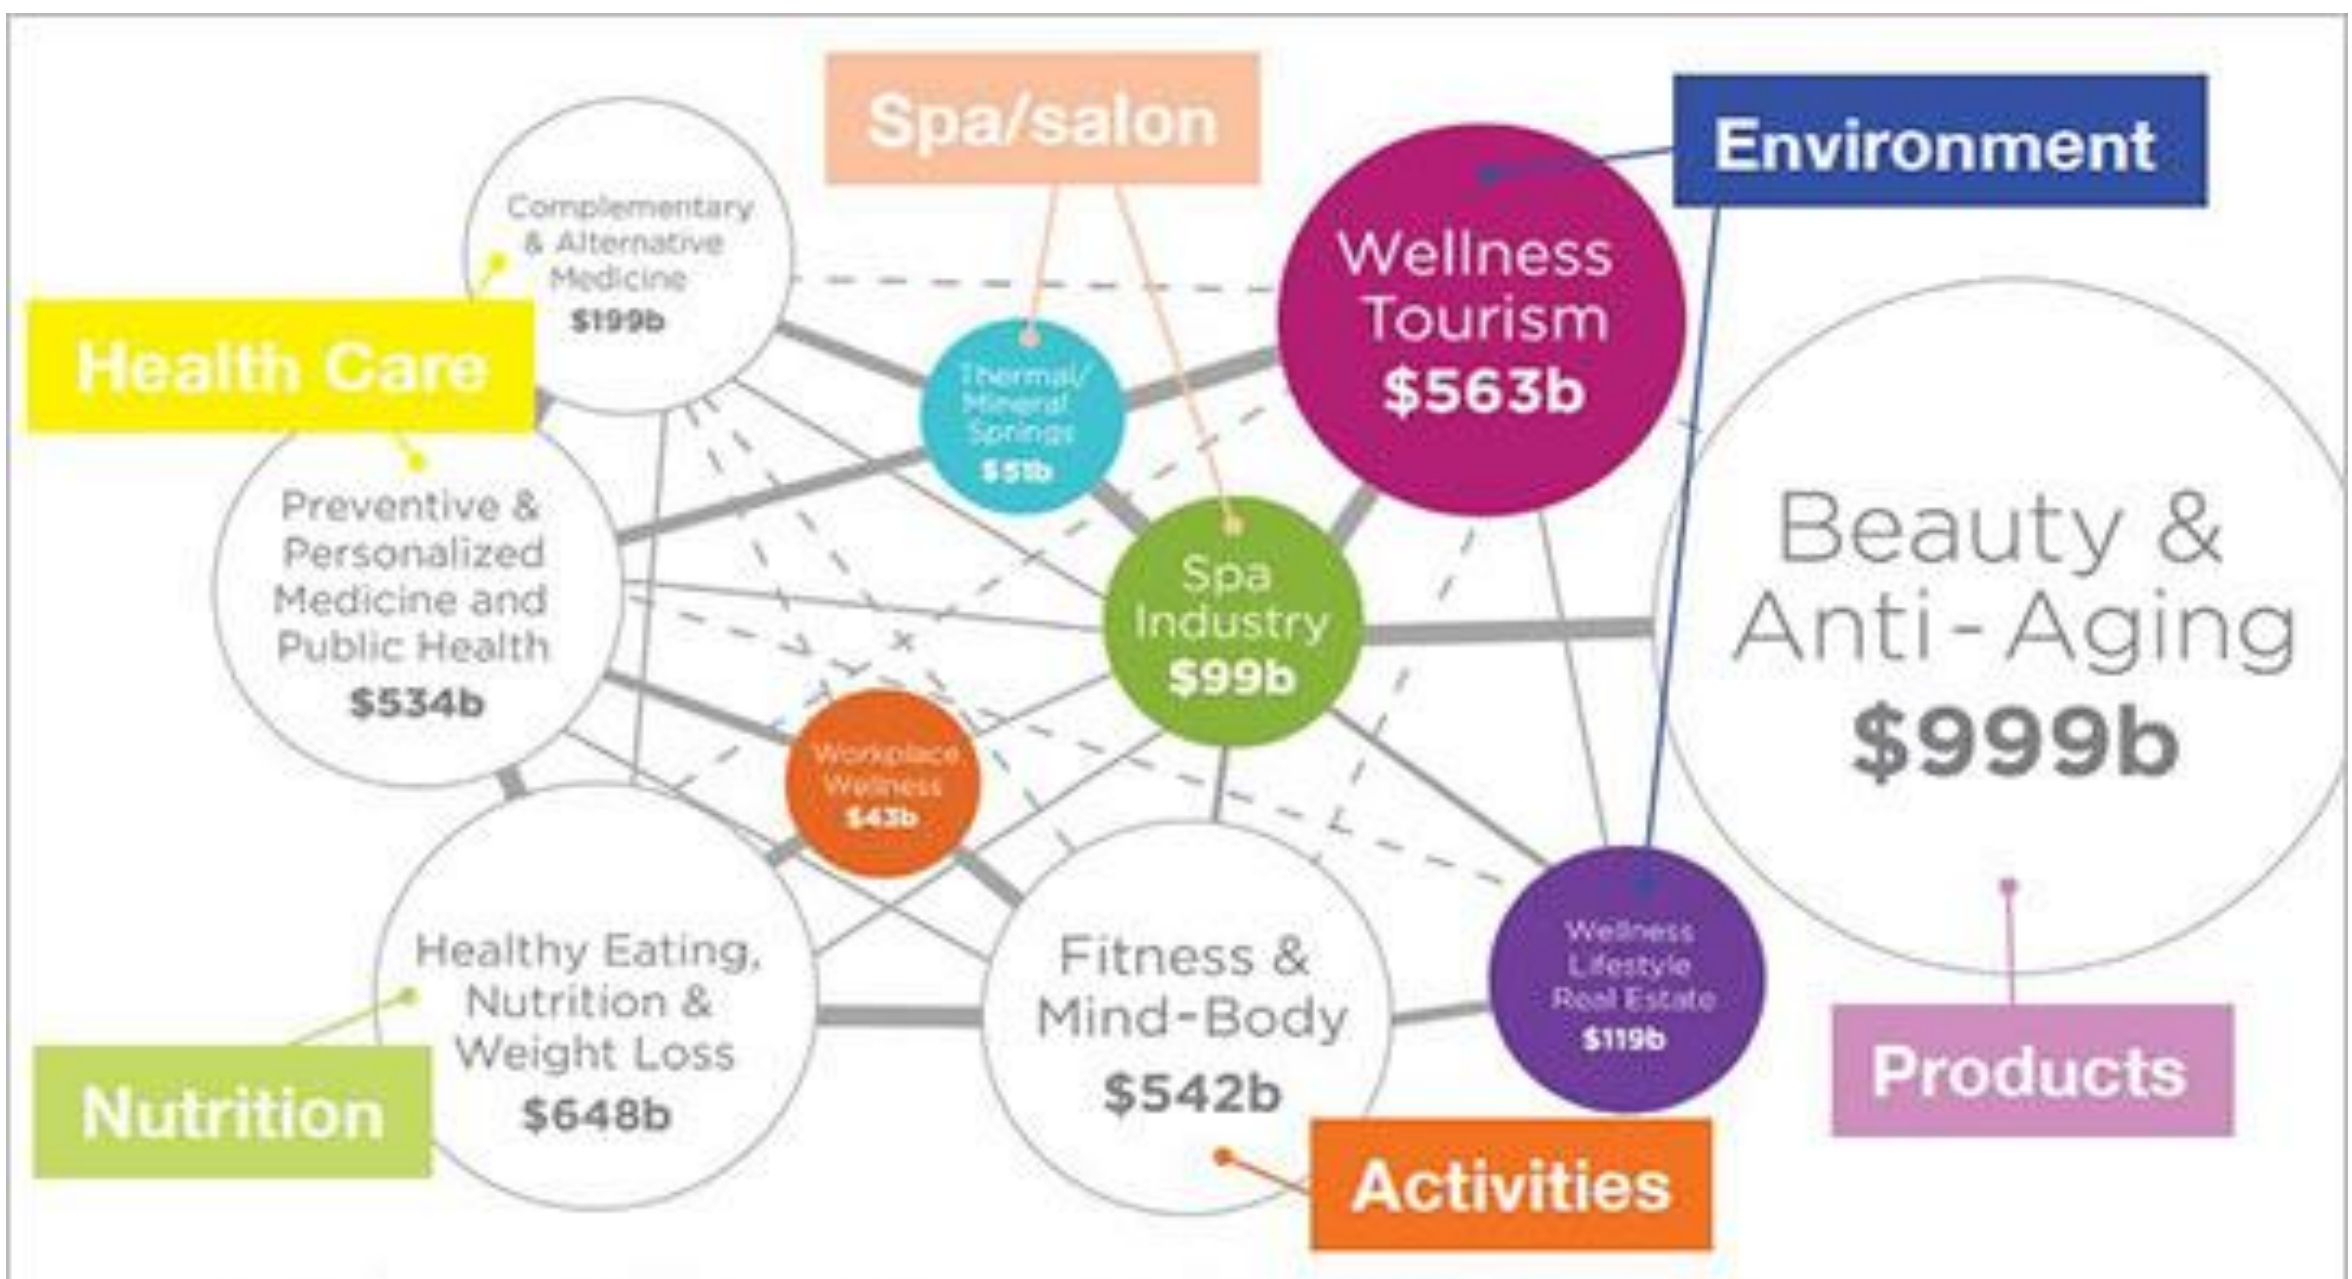 Spa/salon
Environment
Complementary
& Alternative
Medicine
$199b
Wellness
Tourism
$563b
Health Care
Thermal/
Mineral
Springs
$51b
Preventive &
Personalized
Medicine and
Public Health
$534b
Spa
Industry
$99b
Beauty &
Anti-Aging
$999b
Workplace
Wellness
$43b
Healthy Eating,
Nutrition &
Weight Loss
$648b
Fitness &
Mind-Body
$542b
Wellness
Lifestyle
Real Estate
$119b
Nutrition
Products
Activities